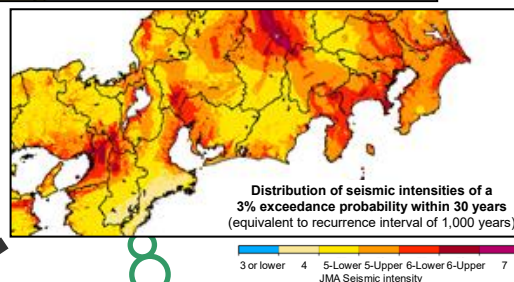 Distribution of seismic intensities of a
3% exceedance probability within 30 years
(equivalent to recurrence interval of 1,000 years)
3 or lower 4 5-Lower 5-Upper 6-Lower 6-Upper 7
JMA Seismic intensity